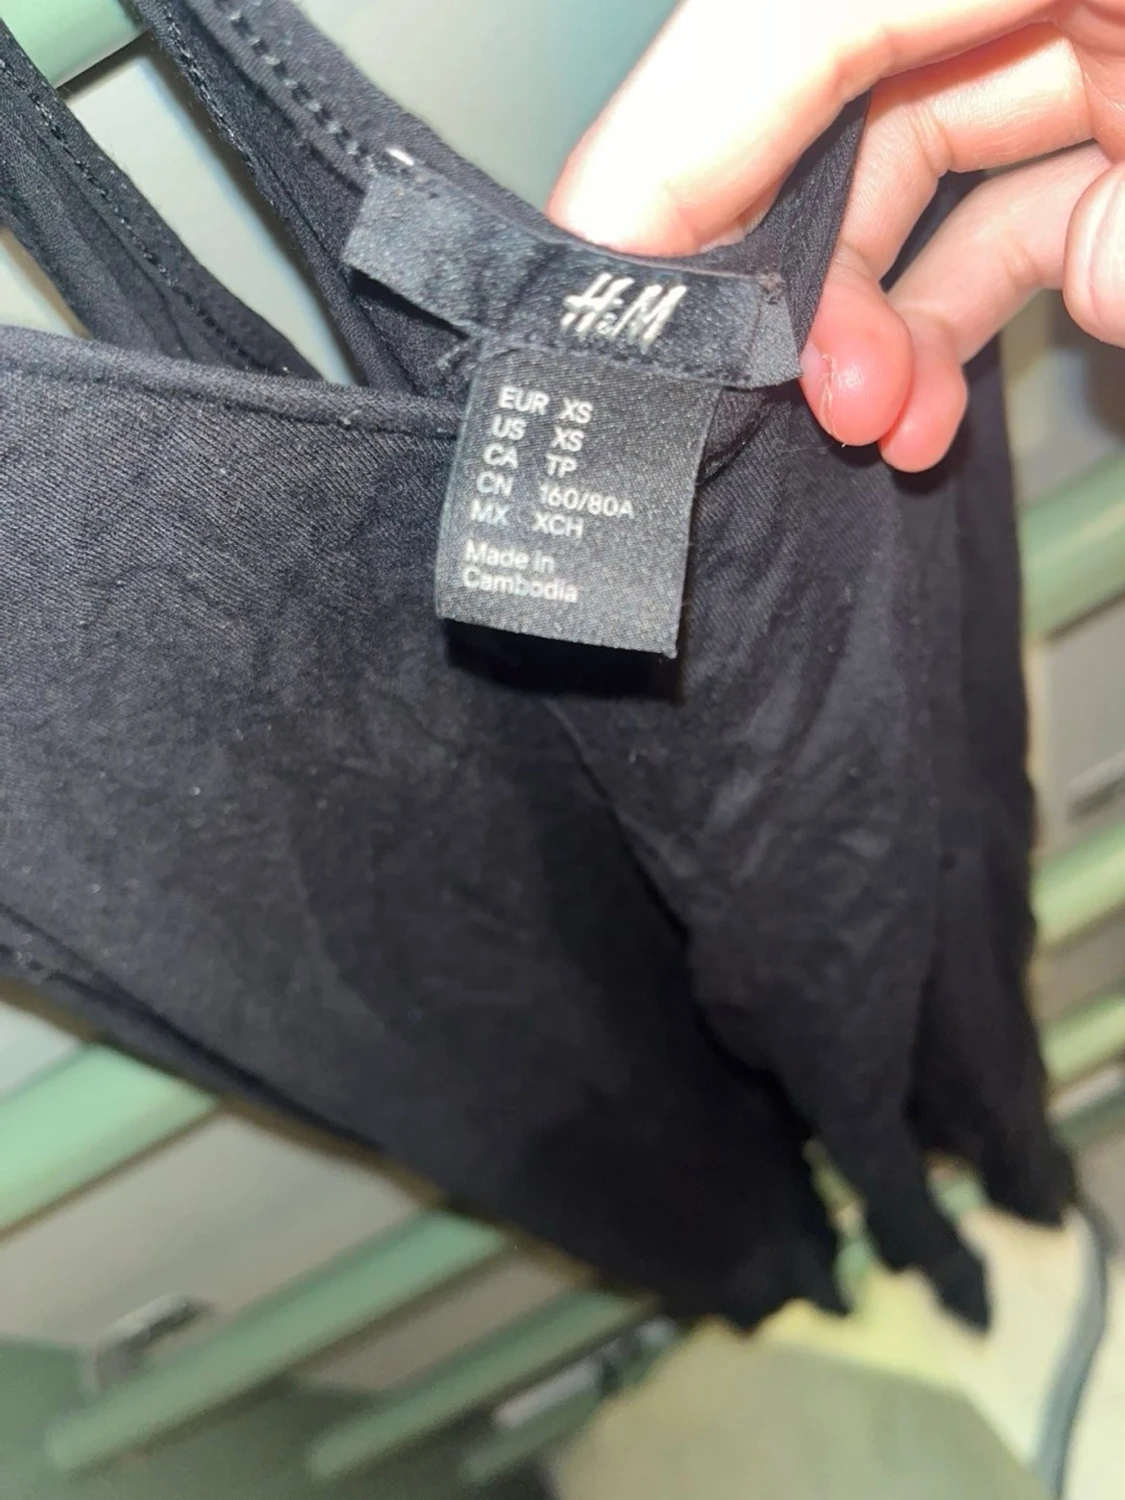 H&M
EUR XS
US XS
CA TP
CN 160/80A
MX XCH
Made in
Cambodia